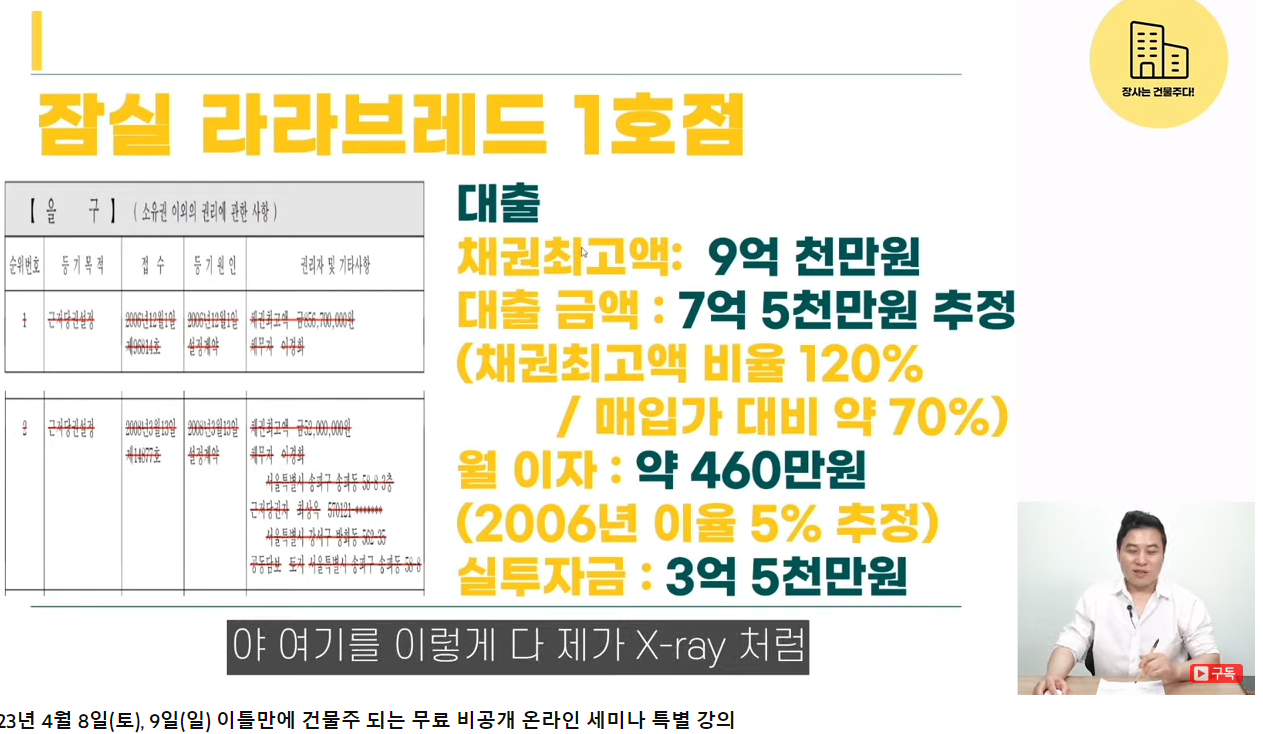 장사는 건물주다!
잠실 라라브레드 1호점
【 을 구 】 ( 소유권 이외의 권리에 관한 사항 )
순위번호 등 기 목 적 접 수 등 기 원 인 권리자 및 기타사항
1 근저당권설정 2006년12월1일 2006년12월1일 채권최고액 금856,700,000원
제96814호 설정계약 채무자 이경화
2 근저당권설정 2008년3월13일 2008년3월13일 채권최고액 금52,000,000원
제14877호 설정계약 채무자 이경화
서울특별시 송파구 송파동 58-8 3층
근저당권자 최상옥 570121-*******
서울특별시 강서구 방화동 562-35
공동담보 토지 서울특별시 송파구 송파동 58-8
대출
채권최고액: 9억 천만원
대출 금액 : 7억 5천만원 추정
(채권최고액 비율 120%
/ 매입가 대비 약 70%)
월 이자 : 약 460만원
(2006년 이율 5% 추정)
실투자금 : 3억 5천만원
구독
야 여기를 이렇게 다 제가 X-ray 처럼
23년 4월 8일(토), 9일(일) 이틀만에 건물주 되는 무료 비공개 온라인 세미나 특별 강의